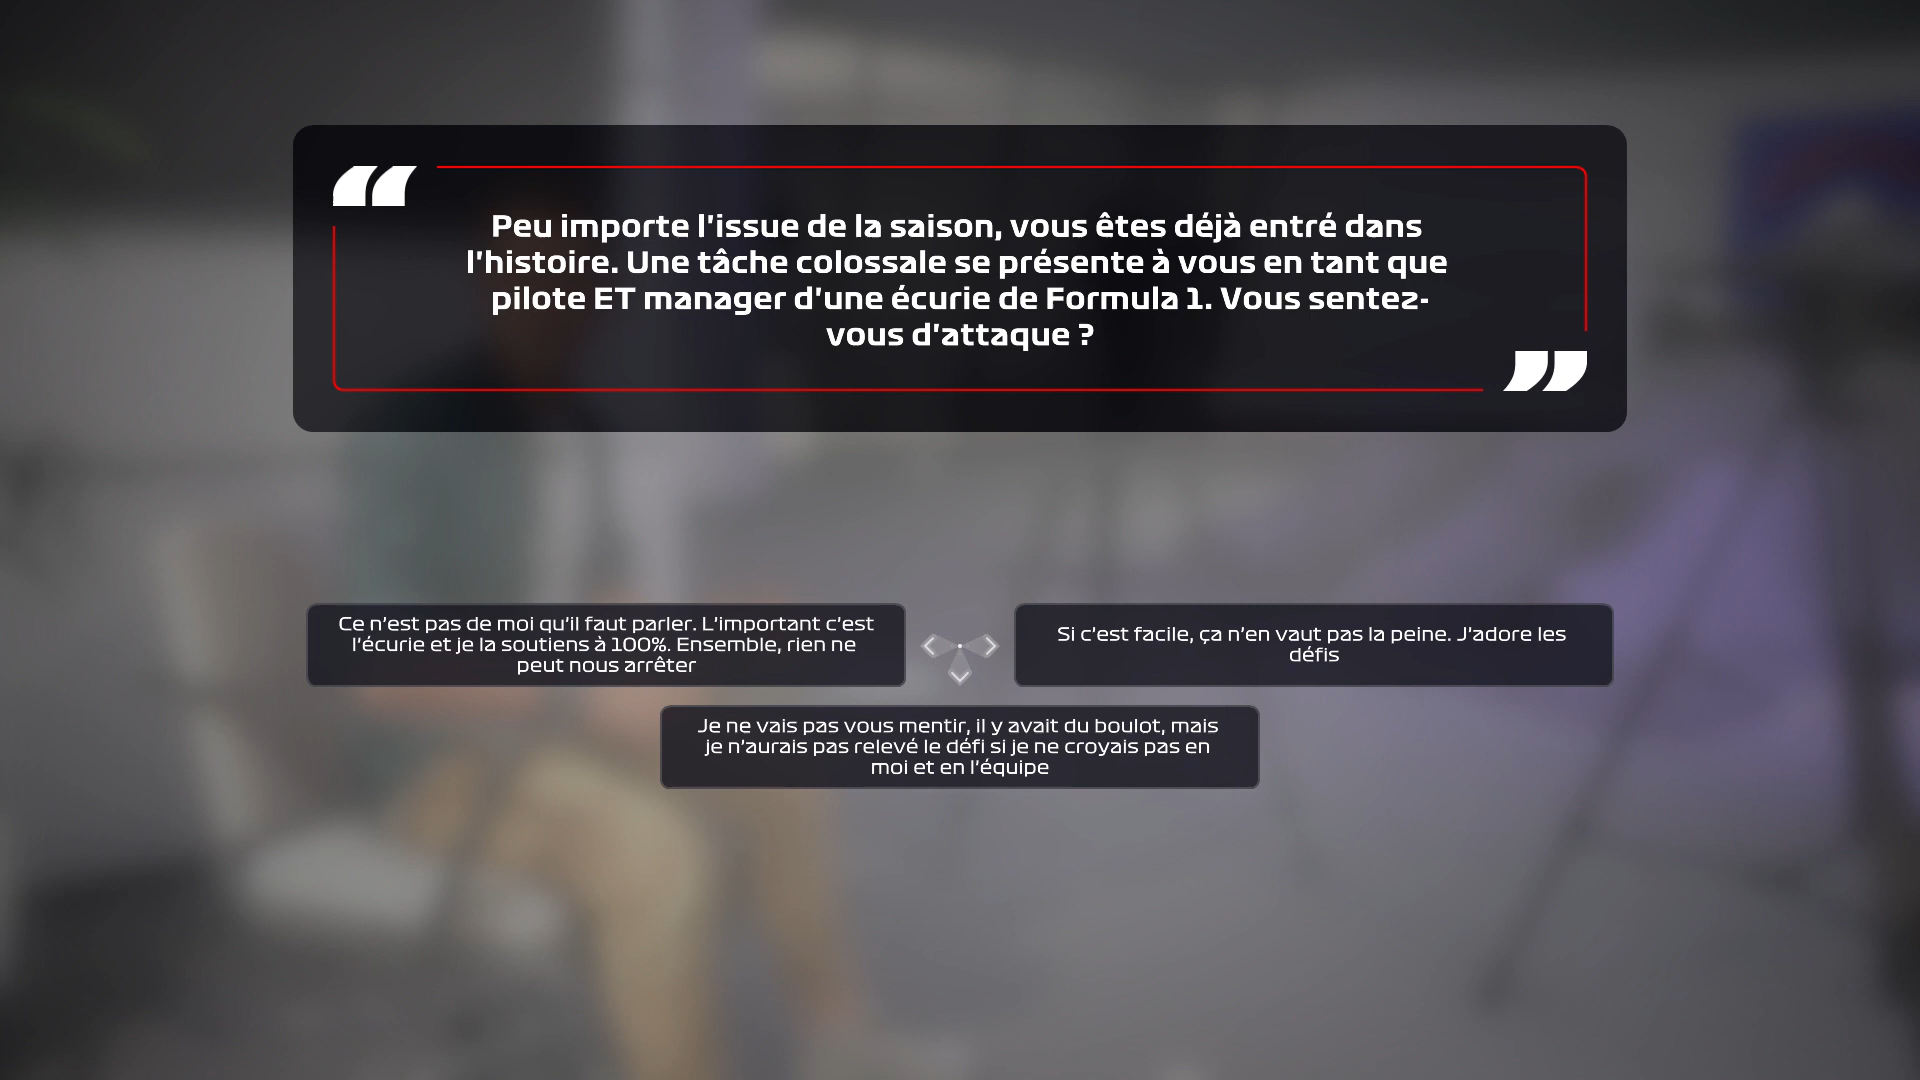 Peu importe l'issue de la saison, vous êtes déjà entré dans
l'histoire. Une tâche colossale se présente à vous en tant que
pilote ET manager d'une écurie de Formula 1. Vous sentez-
vous d'attaque ?
Ce n'est pas de moi qu'il faut parler. L'important c'est
l'écurie et je la soutiens à 100%. Ensemble, rien ne
peut nous arrêter
Si c'est facile, ça n'en vaut pas la peine. J'adore les
défis
Je ne vais pas vous mentir, il y avait du boulot, mais
je n'aurais pas relevé le défi si je ne croyais pas en
moi et en l'équipe